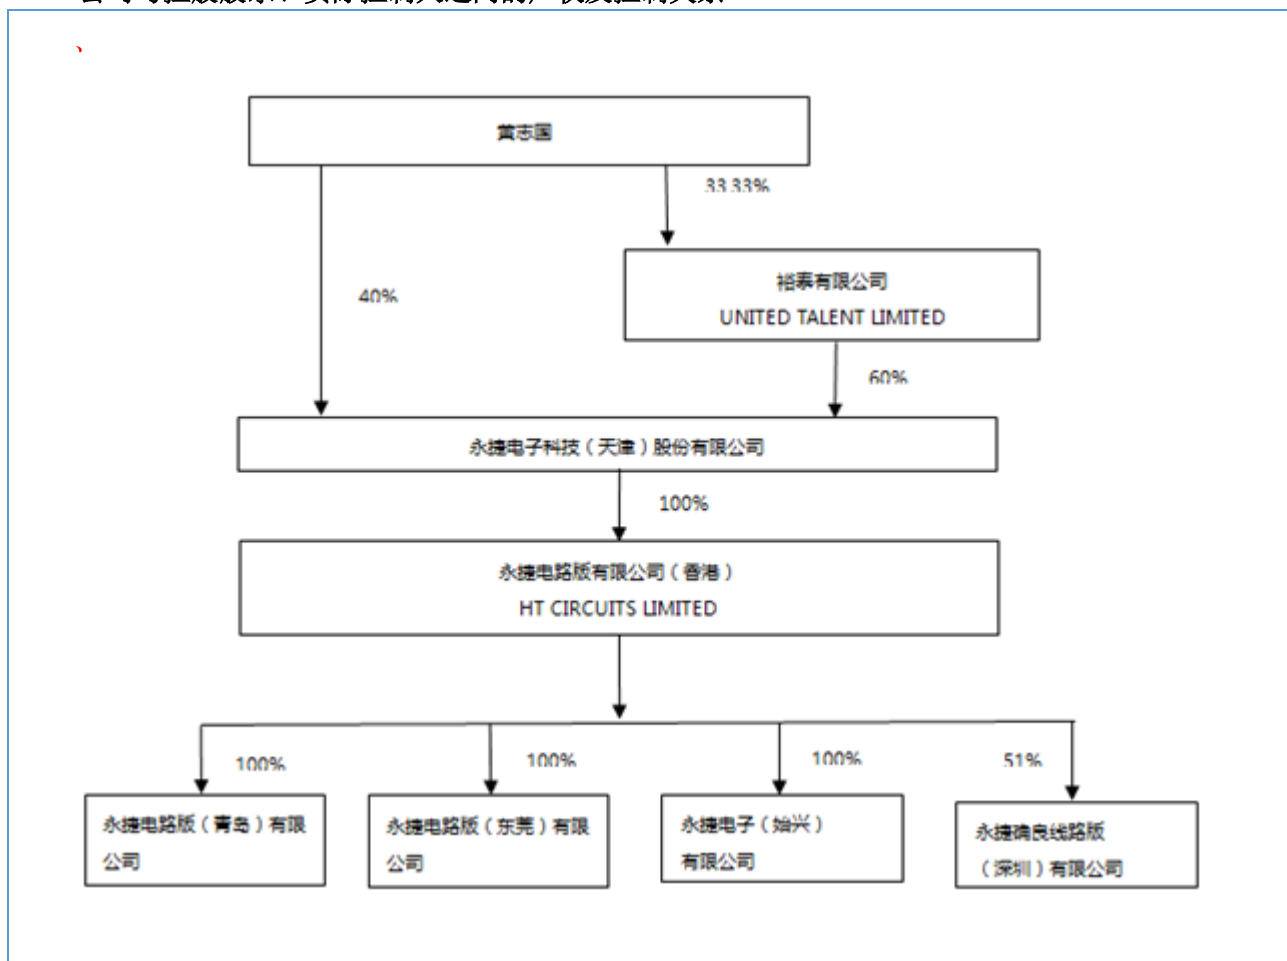 、
黄志国
33.33%
40%
裕泰有限公司
UNITED TALENT LIMITED
60%
永捷电子科技（天津）股份有限公司
100%
永捷电路版有限公司（香港）
HT CIRCUITS LIMITED
100%
100%
100%
51%
永捷电路版（青岛）有限
公司
永捷电路版（东莞）有限
公司
永捷电子（始兴）
有限公司
永捷确良线路版
（深圳）有限公司